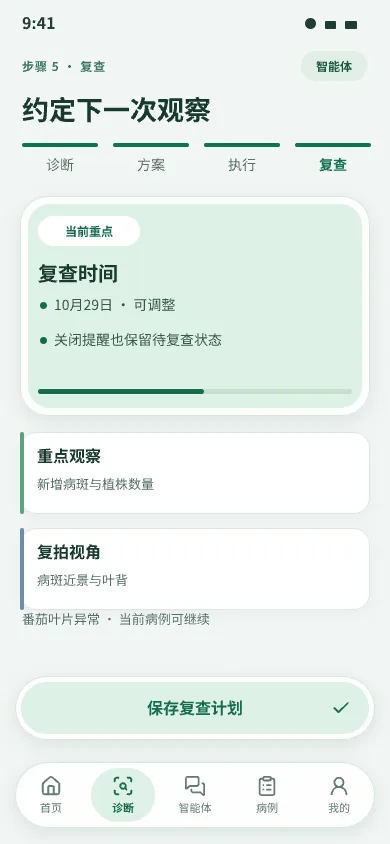 9:41
步骤 5 · 复查
智能体
约定下一次观察
诊断
方案
执行
复查
当前重点
复查时间
10月29日 · 可调整
关闭提醒也保留待复查状态
重点观察
新增病斑与植株数量
复拍视角
病斑近景与叶背
番茄叶片异常 · 当前病例可继续
保存复查计划
首页
诊断
智能体
病例
我的